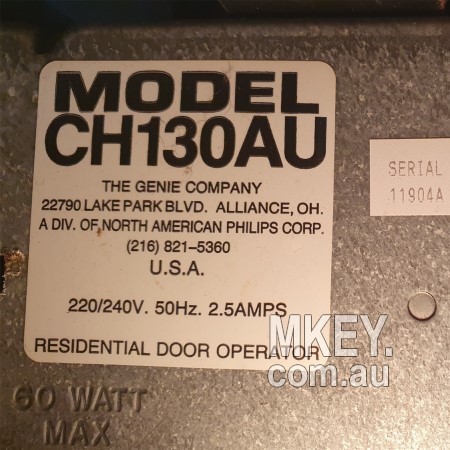 MODEL
CH130AU
THE GENIE COMPANY
22790 LAKE PARK BLVD. ALLIANCE, OH.
A DIV. OF NORTH AMERICAN PHILIPS CORP.
(216) 821-5360
U.S.A.
220/240V. 50Hz. 2.5AMPS
RESIDENTIAL DOOR OPERATOR
SERIAL
11904A
MKEY.
com.au
60 WATT
MAX